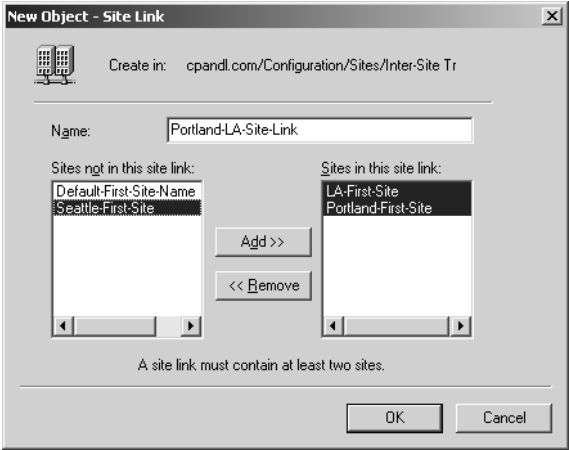 New Object - Site Link
Create in: cpandl.com/Configuration/Sites/Inter-Site Tr
Name: Portland-LA-Site-Link
Sites not in this site link:
Default-First-Site-Name
Seattle-First-Site
Add >>
<< Remove
Sites in this site link:
LA-First-Site
Portland-First-Site
A site link must contain at least two sites.
OK
Cancel